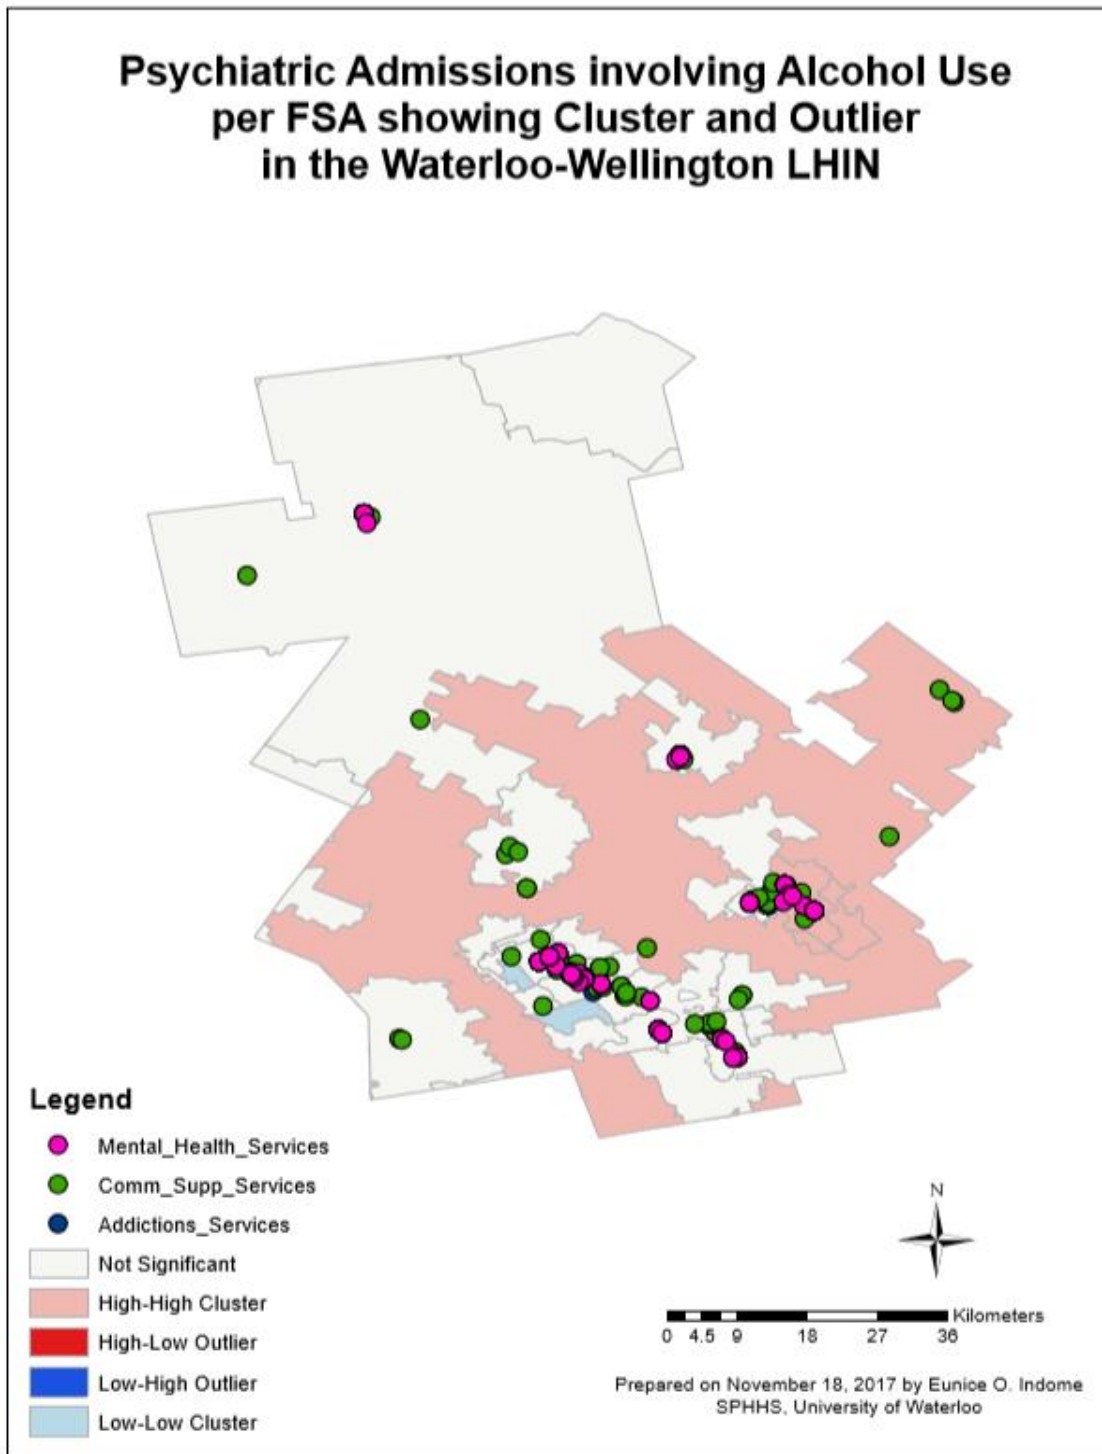 Psychiatric Admissions involving Alcohol Use
per FSA showing Cluster and Outlier
in the Waterloo-Wellington LHIN
Legend
Mental_Health_Services
Comm_Supp_Services
Addictions_Services
Not Significant
High-High Cluster
High-Low Outlier
Low-High Outlier
Low-Low Cluster
N
Kilometers
0 4.5 9 18 27 36
Prepared on November 18, 2017 by Eunice O. Indome
SPHHS, University of Waterloo